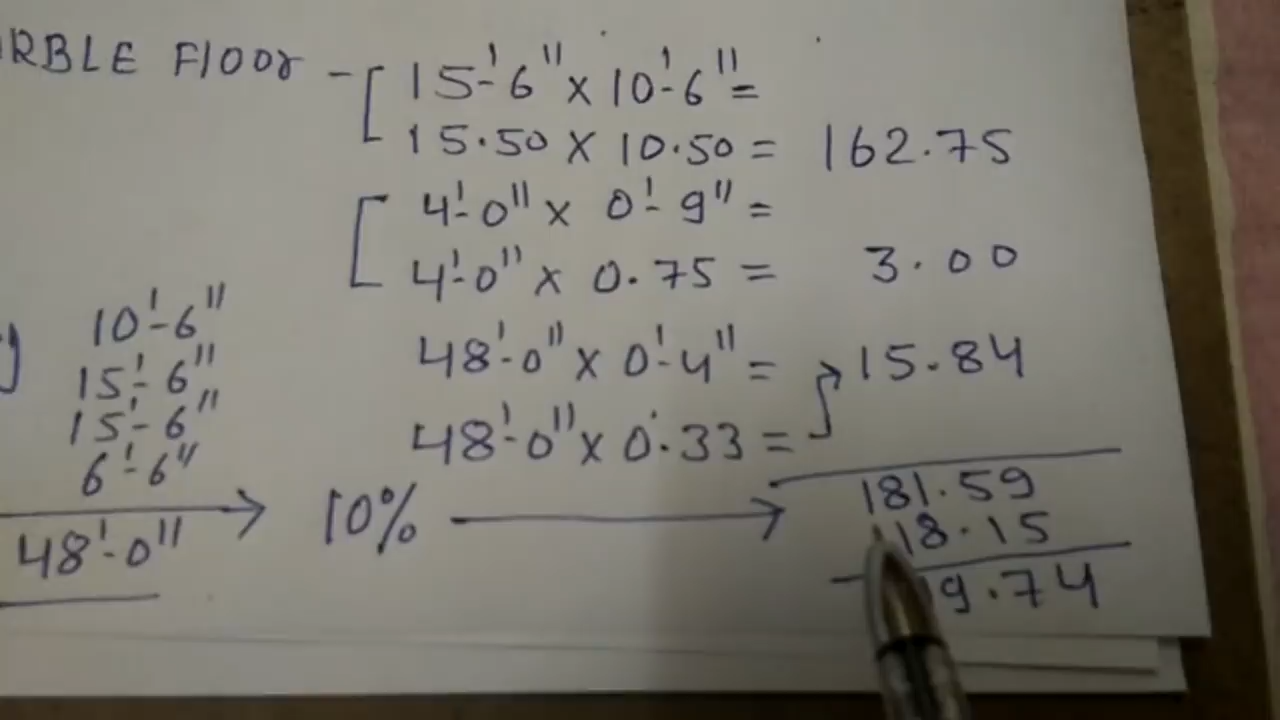 RBLE Floor - [ 15'-6" x 10'-6" =
15.50 x 10.50 = 162.75
[ 4'-0" x 0'-9" =
4'-0" x 0.75 = 3.00
10'-6"
48'-0" x 0'-4" = 15.84
15'-6"
15'-6"
48'-0" x 0.33 =
6'-6"
181.59
10% → 18.15
48'-0"
9.74